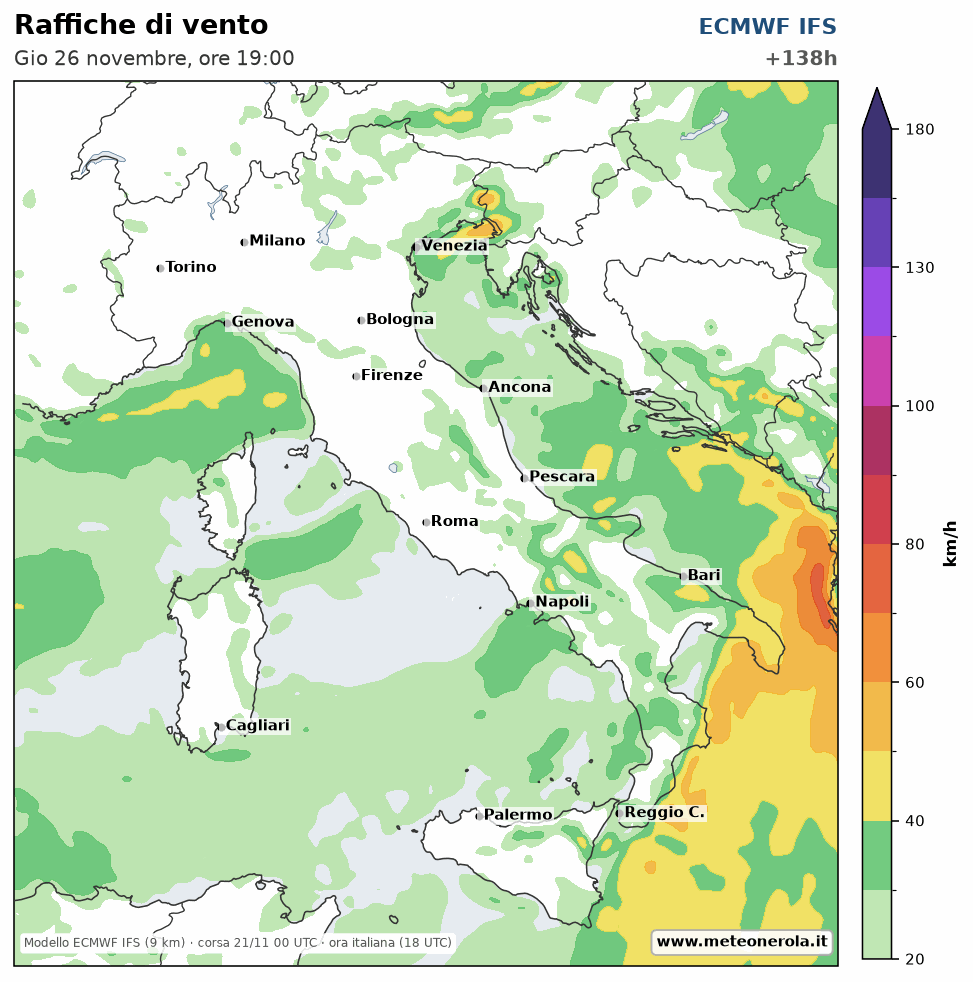 Raffiche di vento
ECMWF IFS
Gio 26 novembre, ore 19:00
+138h
180
Milano
Venezia
Torino
130
Genova
Bologna
Firenze
Ancona
100
Pescara
Roma
80
km/h
Bari
Napoli
60
Cagliari
Palermo
Reggio C.
40
Modello ECMWF IFS (9 km) · corsa 21/11 00 UTC · ora italiana (18 UTC)
www.meteonerola.it
20